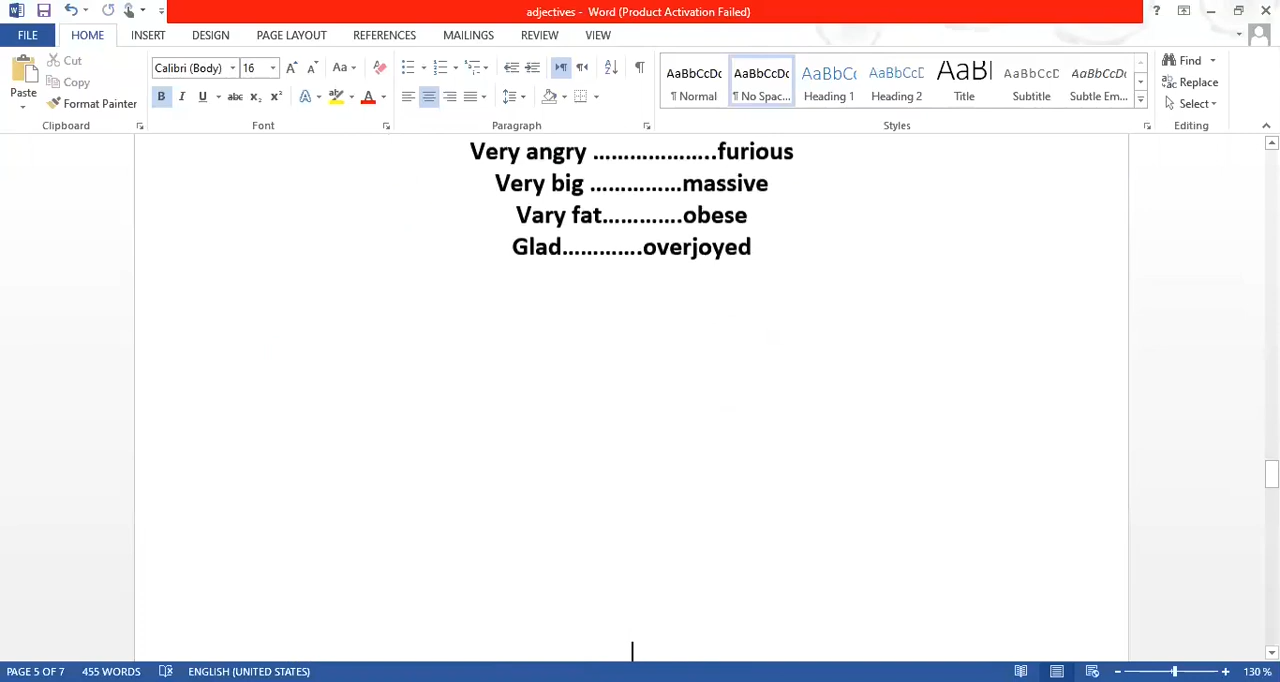 adjectives - Word (Product Activation Failed)
FILE HOME INSERT DESIGN PAGE LAYOUT REFERENCES MAILINGS REVIEW VIEW
Paste
Cut
Copy
Format Painter
Clipboard
Calibri (Body) 16
Font
Paragraph
AaBbCcDc AaBbCcDc AaBbCc AaBbCcD AaB AaBbCcD AaBbCcDc
¶ Normal ¶ No Spac... Heading 1 Heading 2 Title Subtitle Subtle Em...
Styles
Find
Replace
Select
Editing
Very angry ………………..furious
Very big ……………massive
Vary fat………….obese
Glad………….overjoyed
PAGE 5 OF 7 455 WORDS ENGLISH (UNITED STATES) 130 %